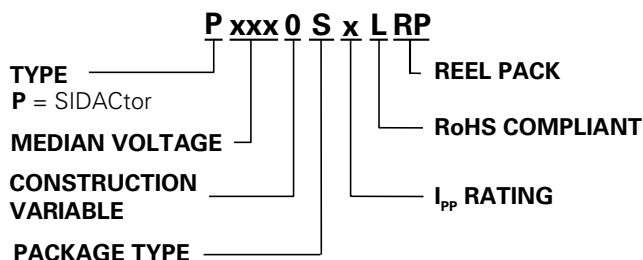 P xxx 0 S x L RP
TYPE
P = SIDACtor
MEDIAN VOLTAGE
CONSTRUCTION
VARIABLE
PACKAGE TYPE
REEL PACK
RoHS COMPLIANT
IPP RATING